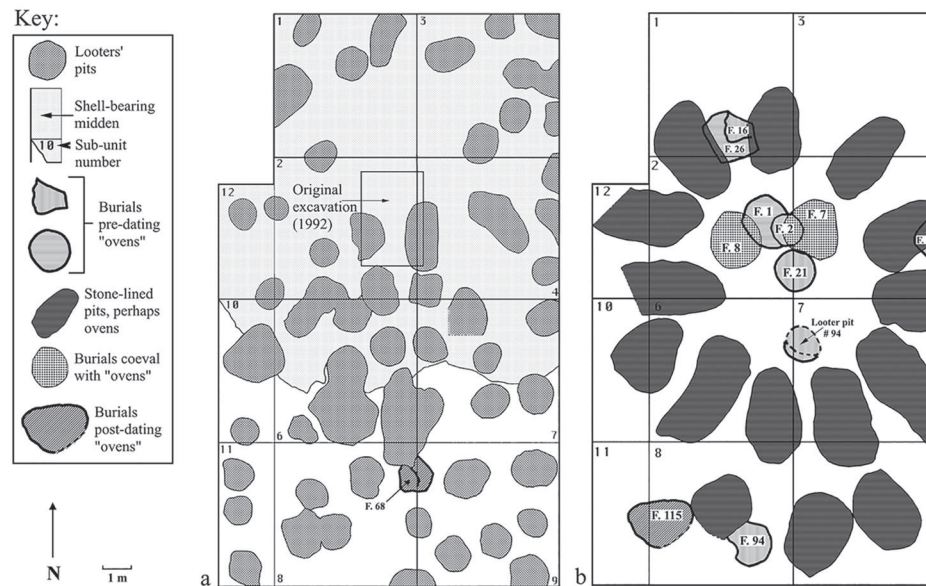 Key:
Looters'
pits
Shell-bearing
midden
10
Sub-unit
number
Burials
pre-dating
"ovens"
Stone-lined
pits, perhaps
ovens
Burials coeval
with "ovens"
Burials
post-dating
"ovens"
N
1 m
1
3
2
12
Original
excavation
(1992)
4
10
6
7
11
F. 68
8
9
a
1
3
F. 16
F. 26
2
12
F. 1
F. 7
F. 2
F. 8
F. 21
10
6
7
Looter pit
# 94
11
8
F. 115
F. 94
b